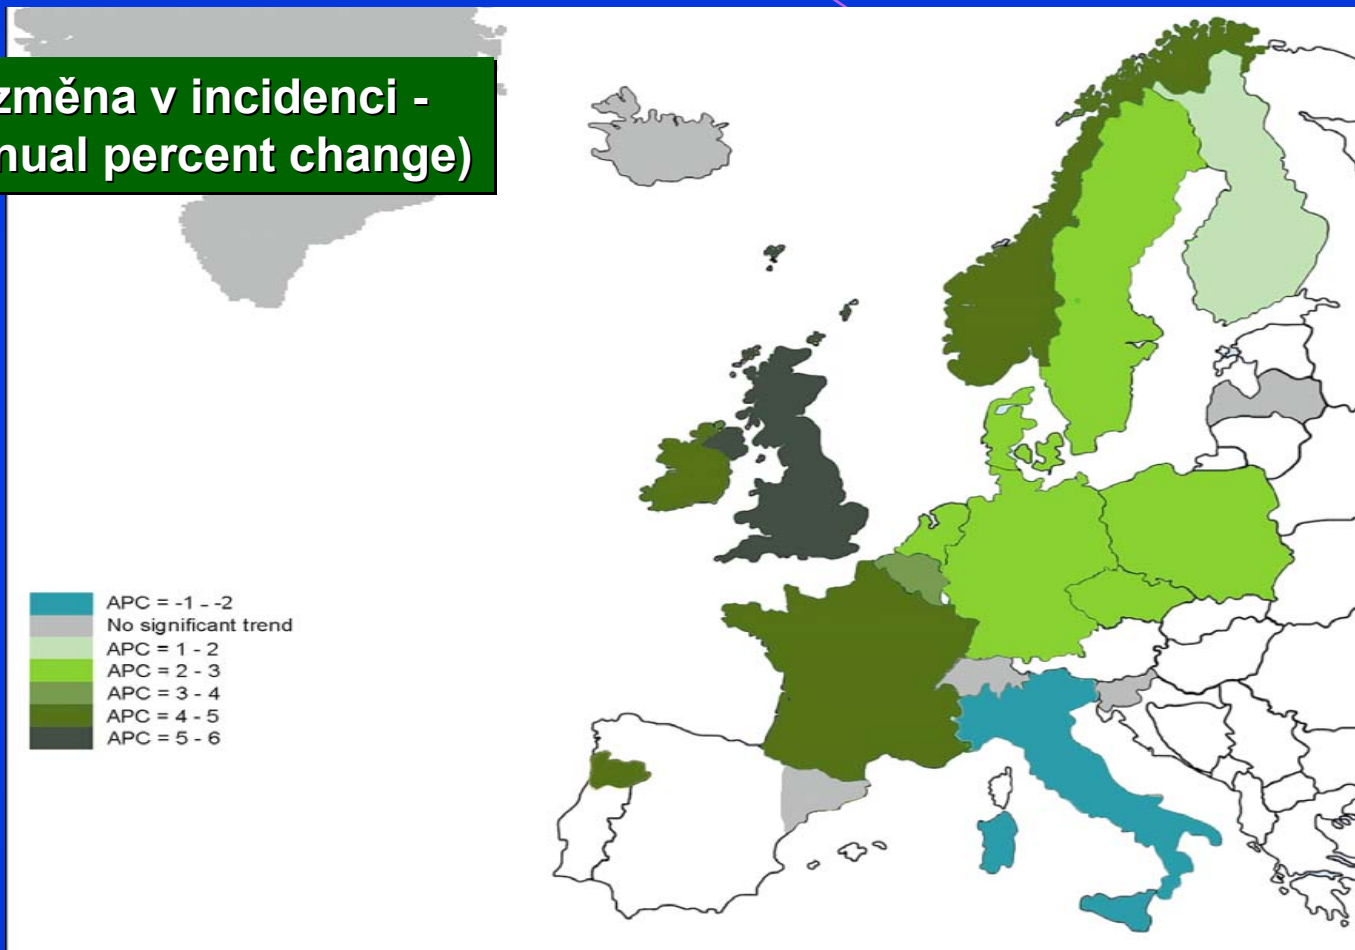 změna v incidenci -
nual percent change)
APC = -1 - -2
No significant trend
APC = 1 - 2
APC = 2 - 3
APC = 3 - 4
APC = 4 - 5
APC = 5 - 6